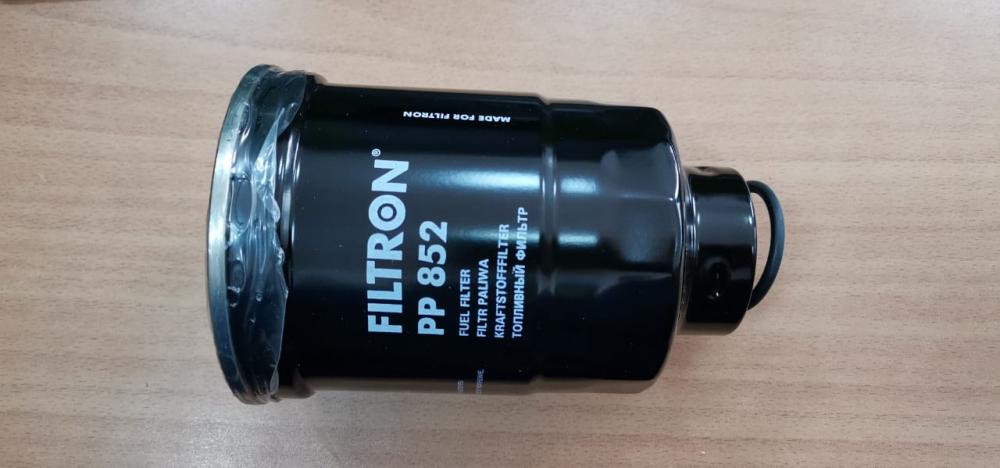 FILTRON®
PP 852
FUEL FILTER
FILTR PALIWA
KRAFTSTOFFFILTER
ТОПЛИВНЫЙ ФИЛЬТР
MADE FOR FILTRON